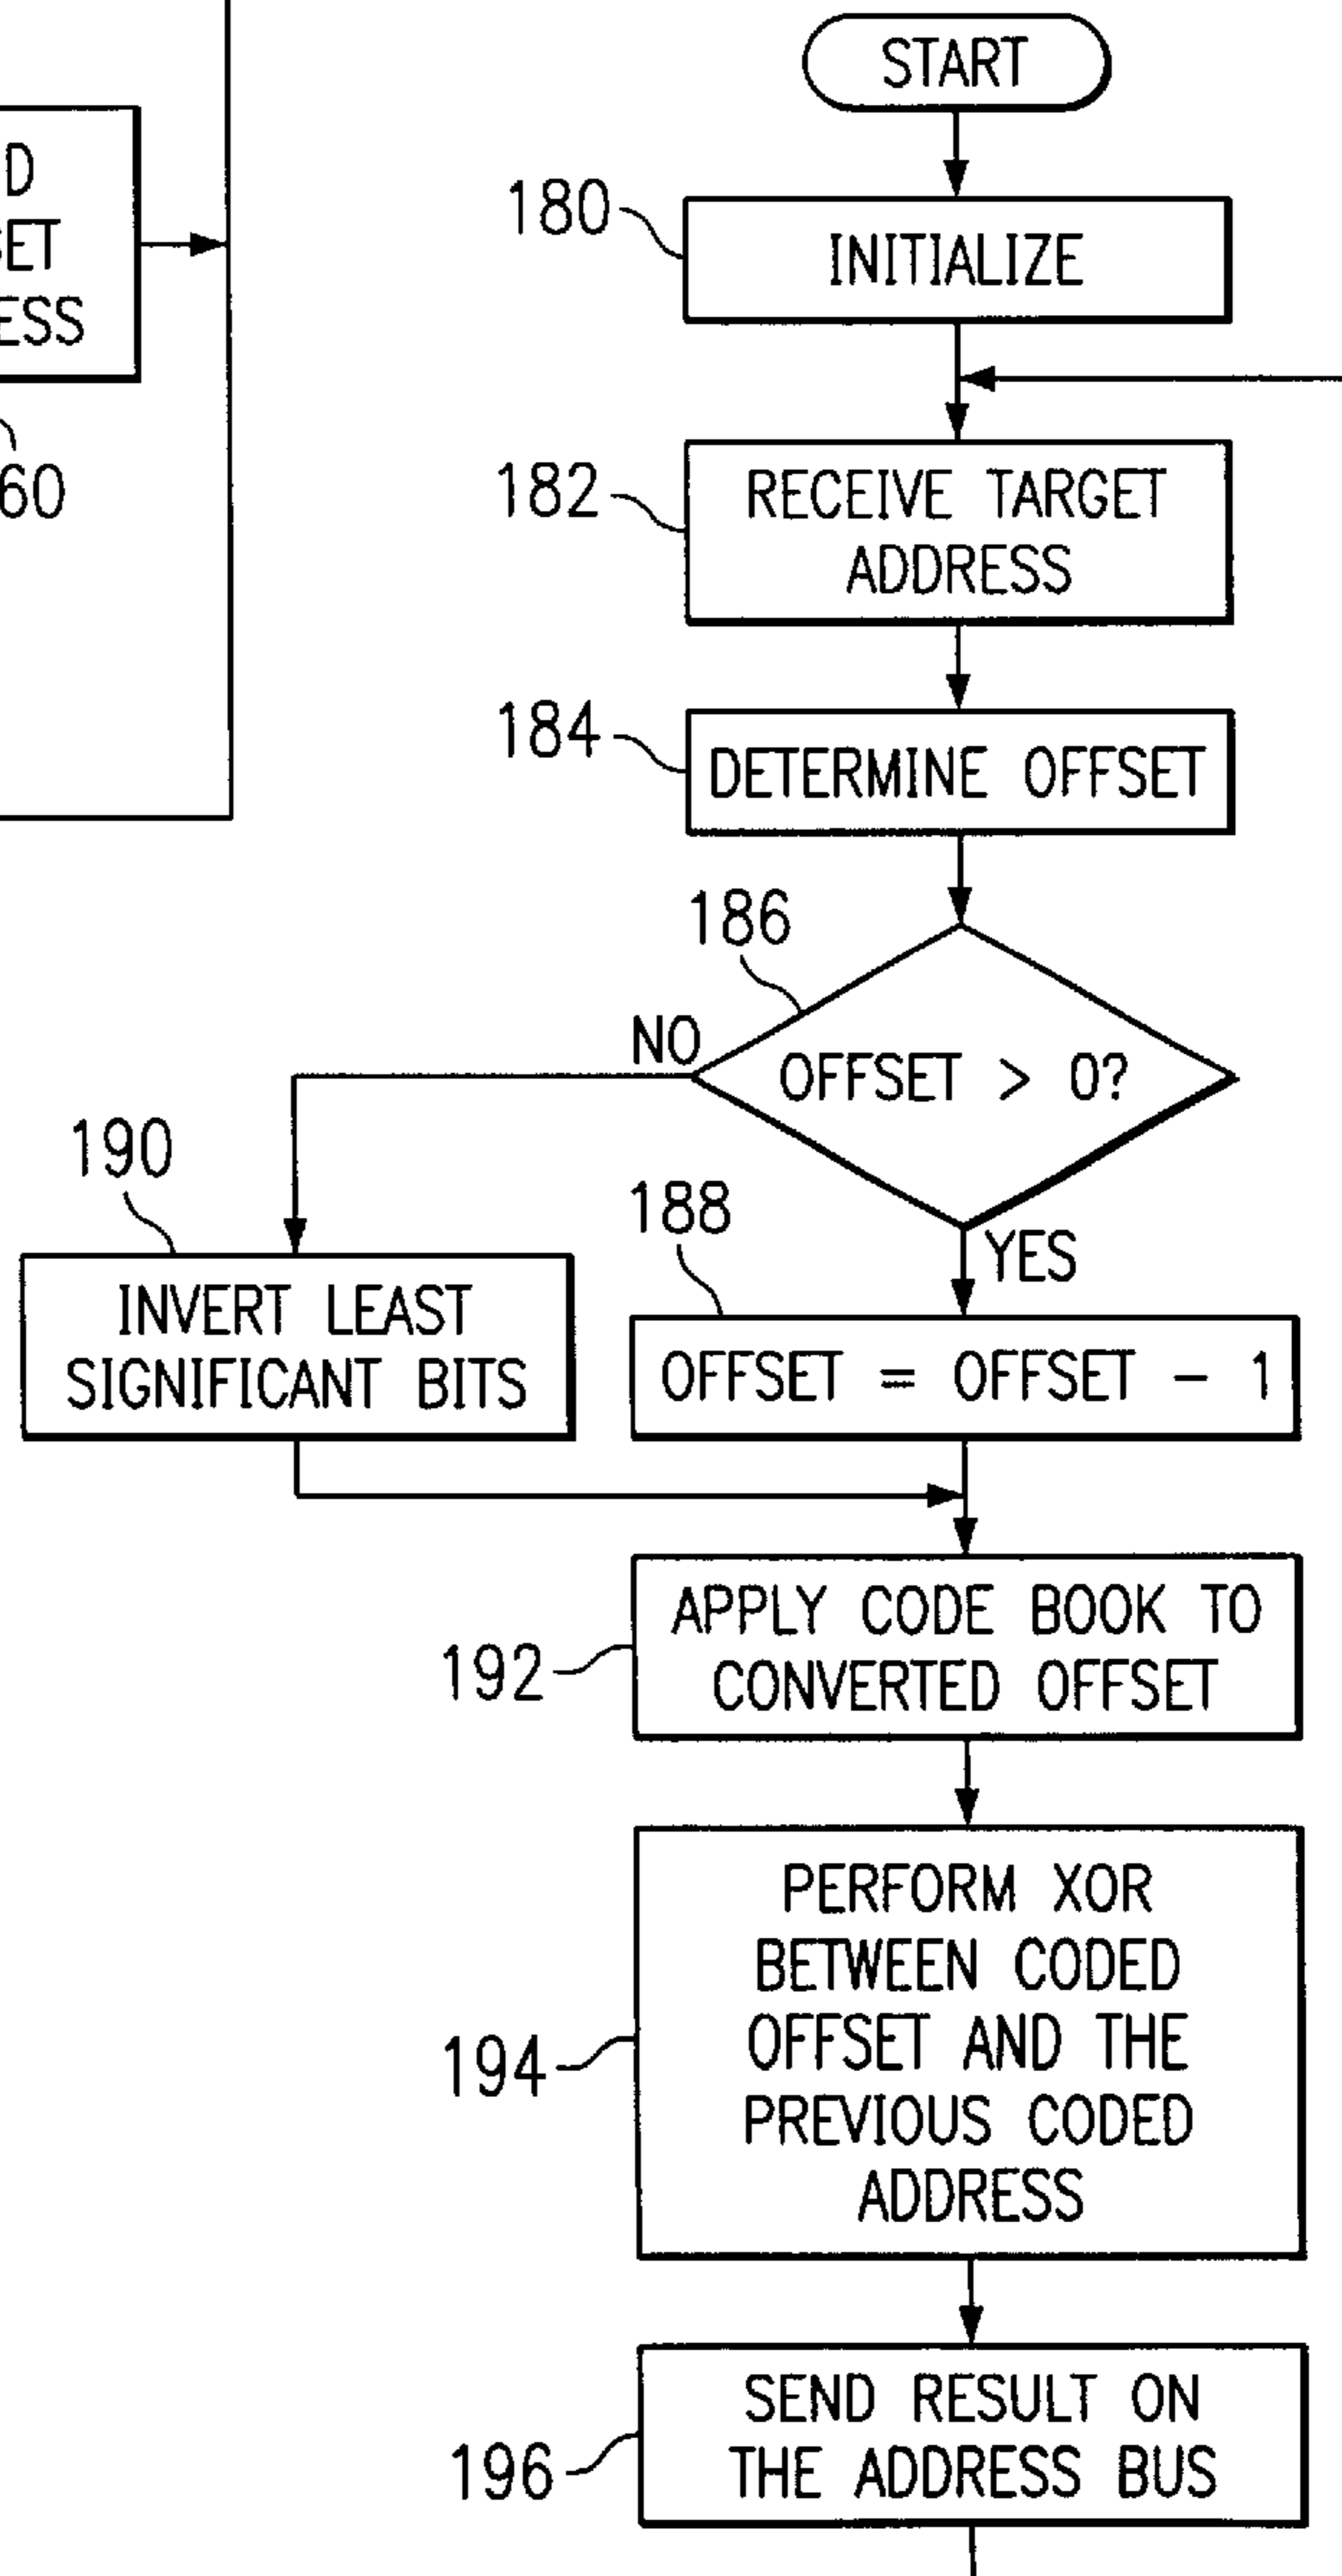 D
GET
ESS
60
START
180
INITIALIZE
182
RECEIVE TARGET
ADDRESS
184
DETERMINE OFFSET
186
NO
OFFSET > 0?
YES
190
INVERT LEAST
SIGNIFICANT BITS
188
OFFSET = OFFSET - 1
192
APPLY CODE BOOK TO
CONVERTED OFFSET
194
PERFORM XOR
BETWEEN CODED
OFFSET AND THE
PREVIOUS CODED
ADDRESS
196
SEND RESULT ON
THE ADDRESS BUS